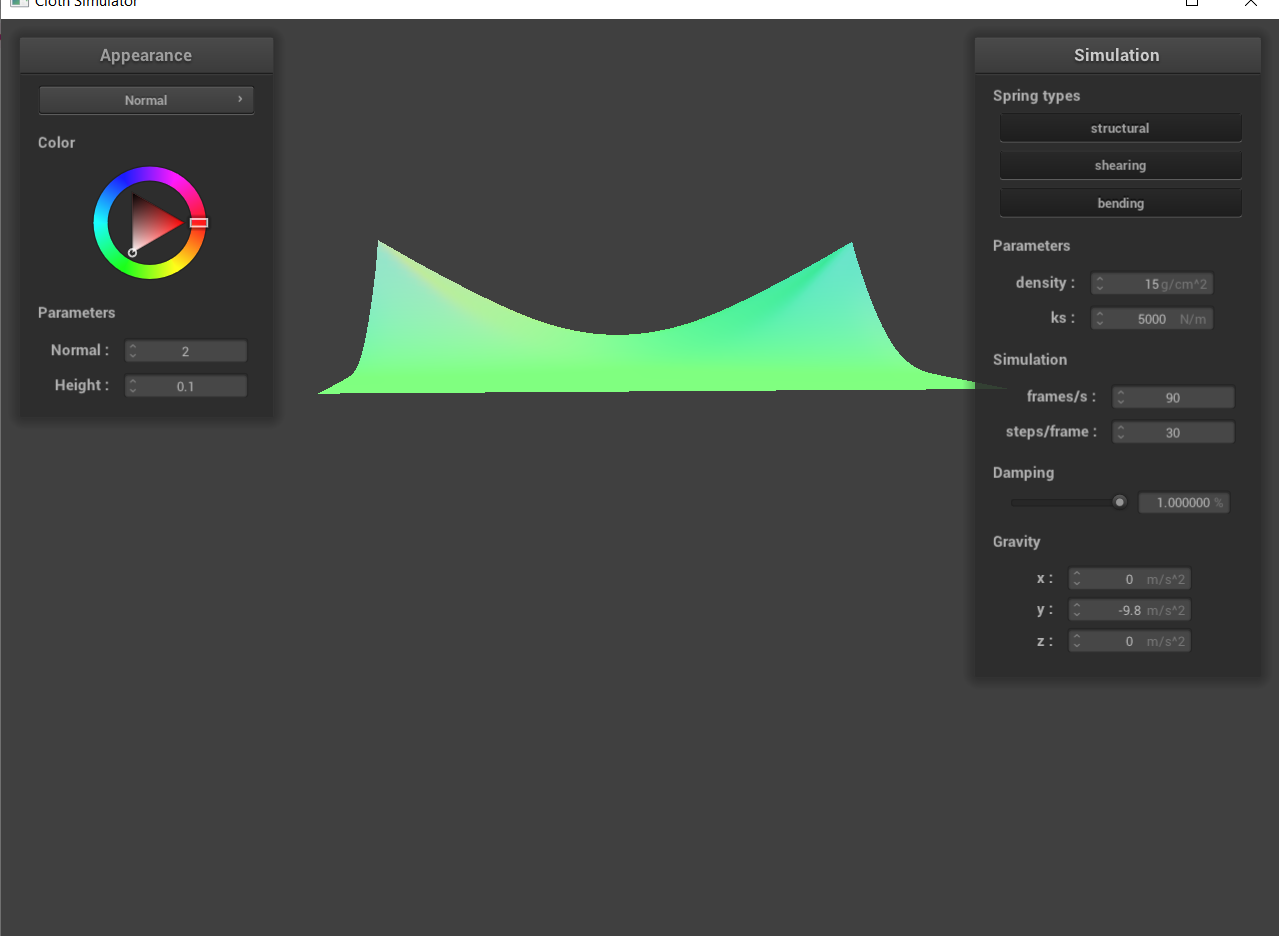 Cloth Simulator
Appearance
Normal
Color
Parameters
Normal : 2
Height : 0.1
Simulation
Spring types
structural
shearing
bending
Parameters
density : 15 g/cm^2
ks : 5000 N/m
Simulation
frames/s : 90
steps/frame : 30
Damping
1.000000 %
Gravity
x : 0 m/s^2
y : -9.8 m/s^2
z : 0 m/s^2